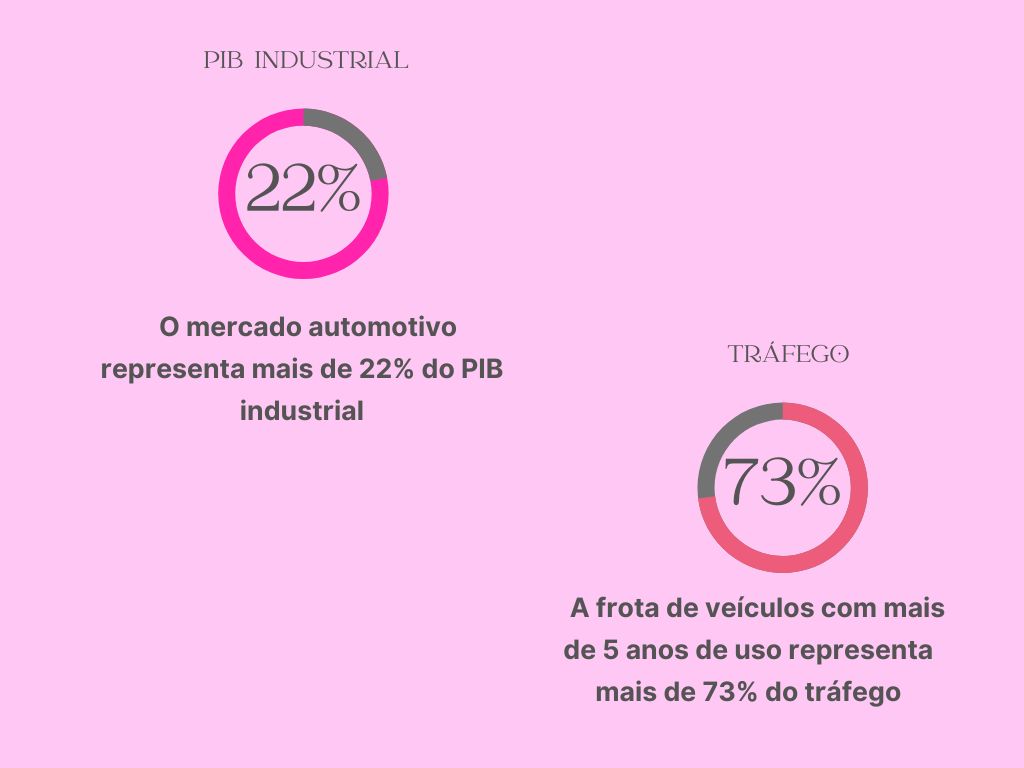 PIB INDUSTRIAL
22%
O mercado automotivo
representa mais de 22% do PIB
industrial
TRÁFEGO
73%
A frota de veículos com mais
de 5 anos de uso representa
mais de 73% do tráfego